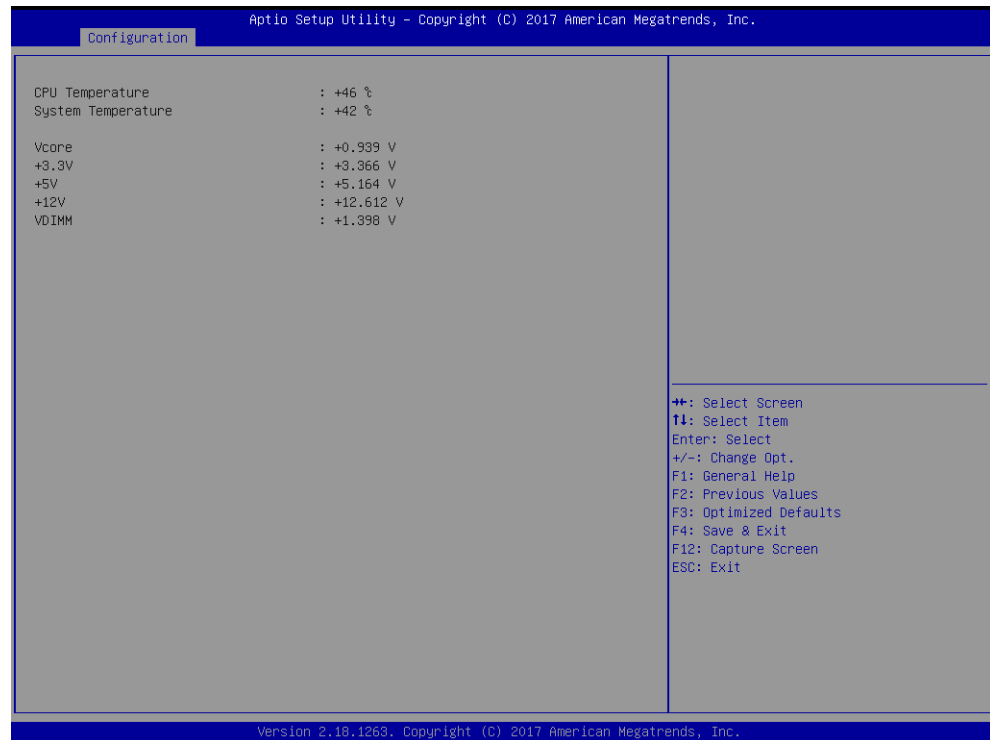 Aptio Setup Utility – Copyright (C) 2017 American Megatrends, Inc.
Configuration
CPU Temperature : +46 ℃
System Temperature : +42 ℃
Vcore : +0.939 V
+3.3V : +3.366 V
+5V : +5.164 V
+12V : +12.612 V
VDIMM : +1.398 V
→←: Select Screen
↑↓: Select Item
Enter: Select
+/-: Change Opt.
F1: General Help
F2: Previous Values
F3: Optimized Defaults
F4: Save & Exit
F12: Capture Screen
ESC: Exit
Version 2.18.1263. Copyright (C) 2017 American Megatrends, Inc.